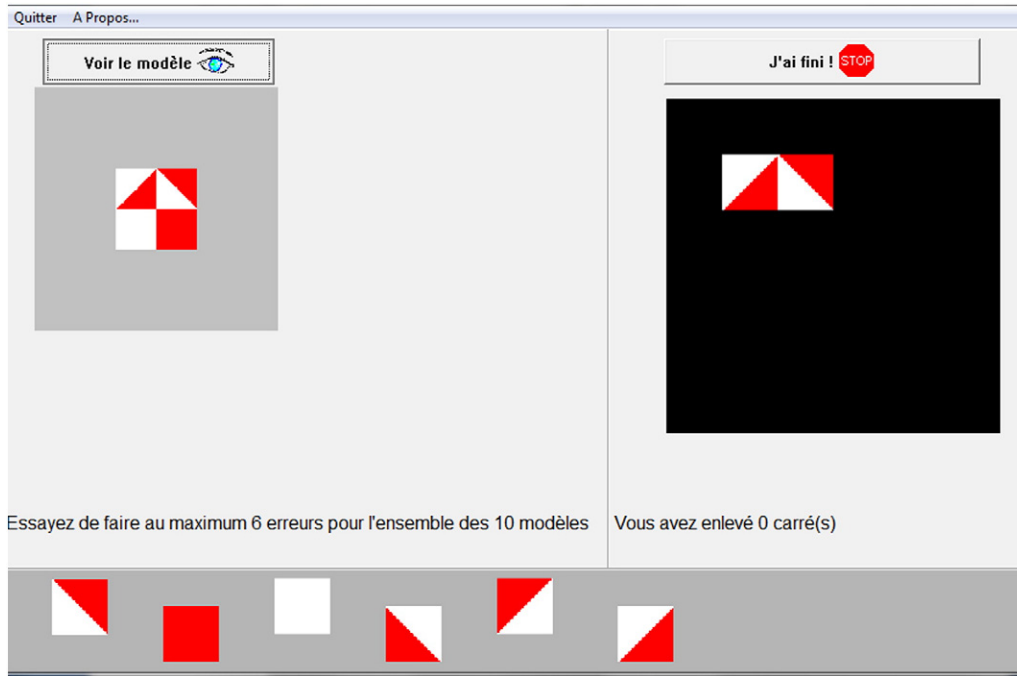 Quitter A Propos...
Voir le modèle
J'ai fini ! STOP
Essayez de faire au maximum 6 erreurs pour l'ensemble des 10 modèles
Vous avez enlevé 0 carré(s)